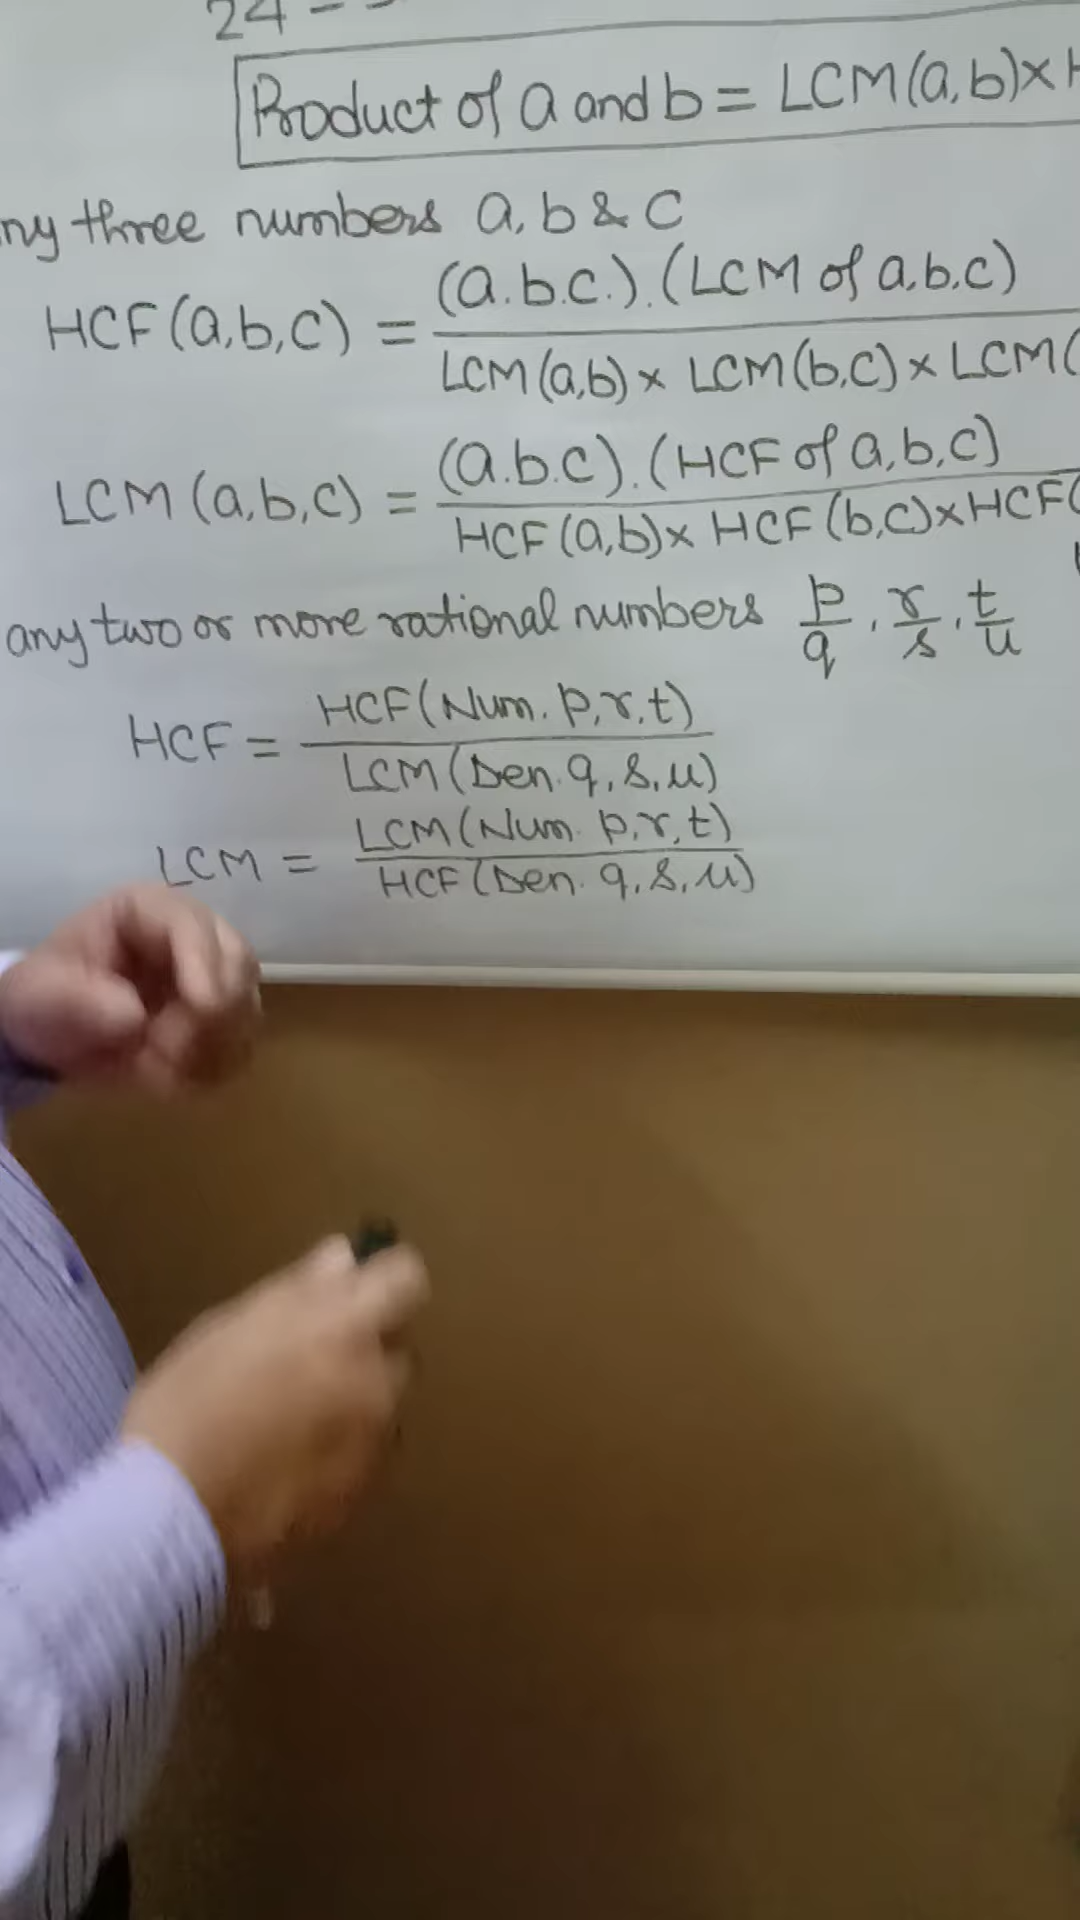 24
Product of a and b = LCM(a,b)×
ny three numbers a, b & c
HCF(a,b,c) = (a.b.c.).(LCM of a,b,c)
LCM(a,b)× LCM(b,c)× LCM(
LCM(a,b,c) = (a.b.c).(HCF of a,b,c)
HCF(a,b)× HCF(b,c)×HCF(
any two or more rational numbers p/q, r/s, t/u
HCF = HCF(Num. p,r,t)
LCM(Den. q,s,u)
LCM = LCM(Num. p,r,t)
HCF(Den. q,s,u)